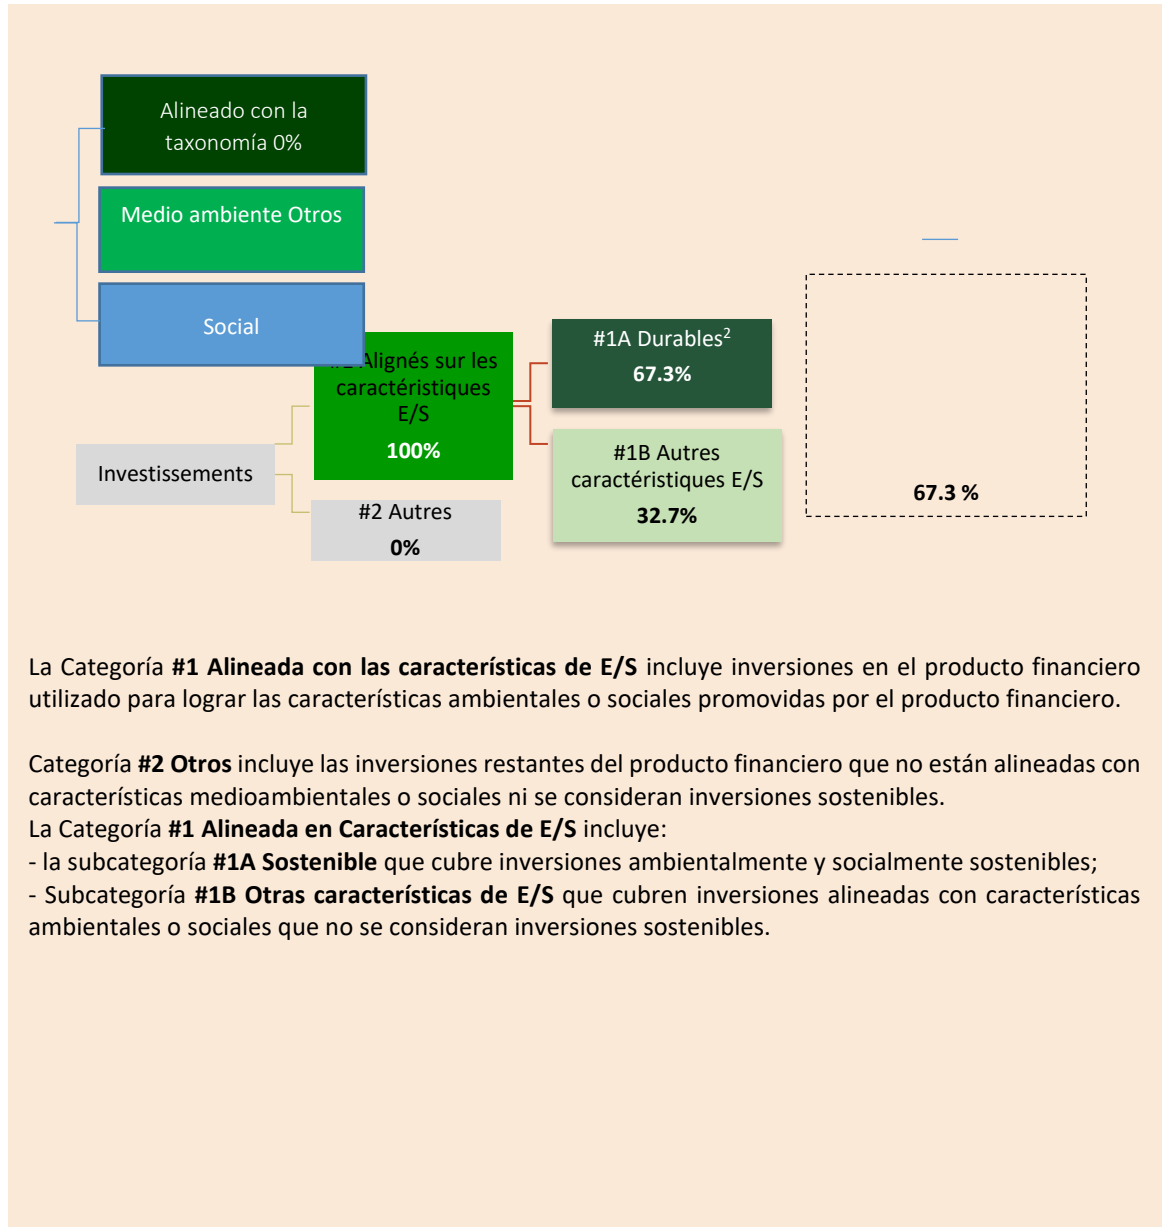 Alineado con la
taxonomía 0%
Medio ambiente Otros
Social
Alignés sur les
caractéristiques
E/S
100%
#1A Durables²
67.3%
Investissements
#1B Autres
caractéristiques E/S
32.7%
67.3 %
#2 Autres
0%
La Categoría #1 Alineada con las características de E/S incluye inversiones en el producto financiero
utilizado para lograr las características ambientales o sociales promovidas por el producto financiero.
Categoría #2 Otros incluye las inversiones restantes del producto financiero que no están alineadas con
características medioambientales o sociales ni se consideran inversiones sostenibles.
La Categoría #1 Alineada en Características de E/S incluye:
- la subcategoría #1A Sostenible que cubre inversiones ambientalmente y socialmente sostenibles;
- Subcategoría #1B Otras características de E/S que cubren inversiones alineadas con características
ambientales o sociales que no se consideran inversiones sostenibles.